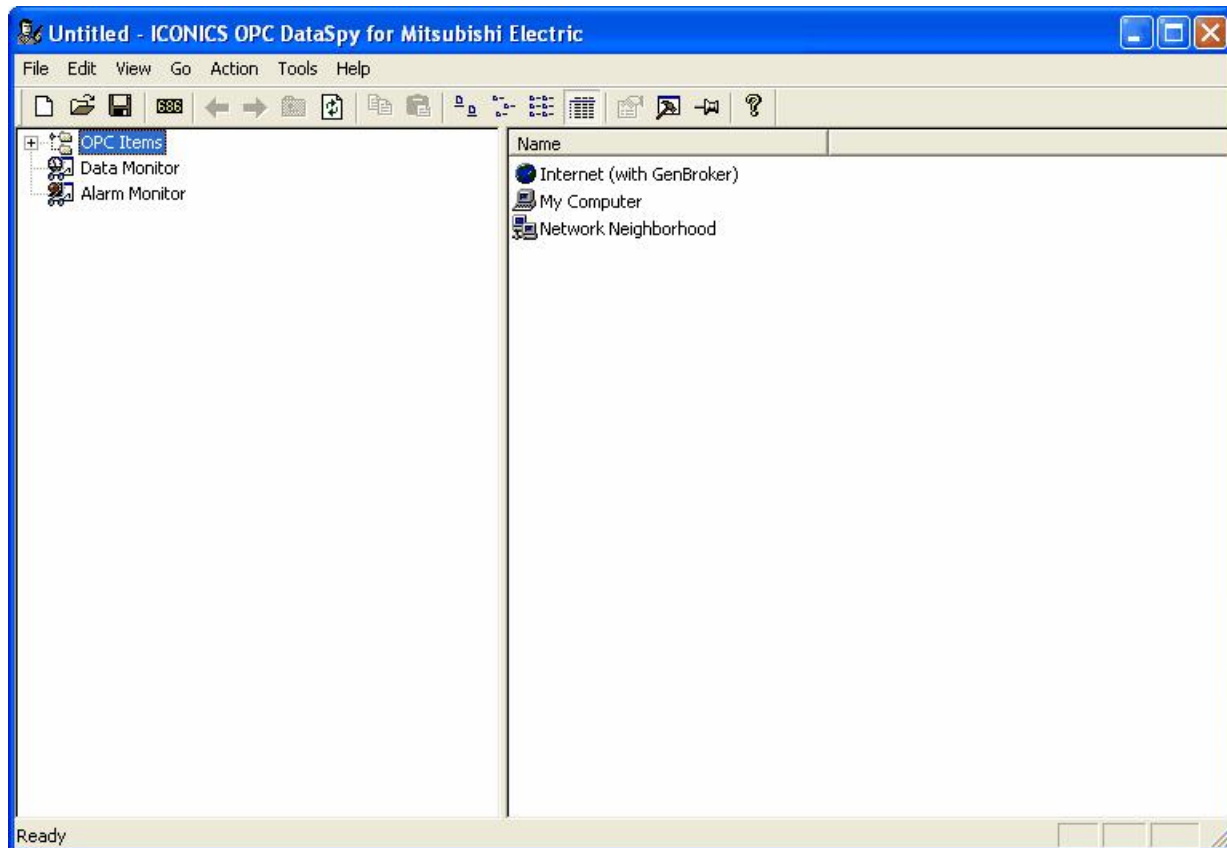 Untitled - ICONICS OPC DataSpy for Mitsubishi Electric
File Edit View Go Action Tools Help
686
OPC Items
Data Monitor
Alarm Monitor
Name
Internet (with GenBroker)
My Computer
Network Neighborhood
Ready